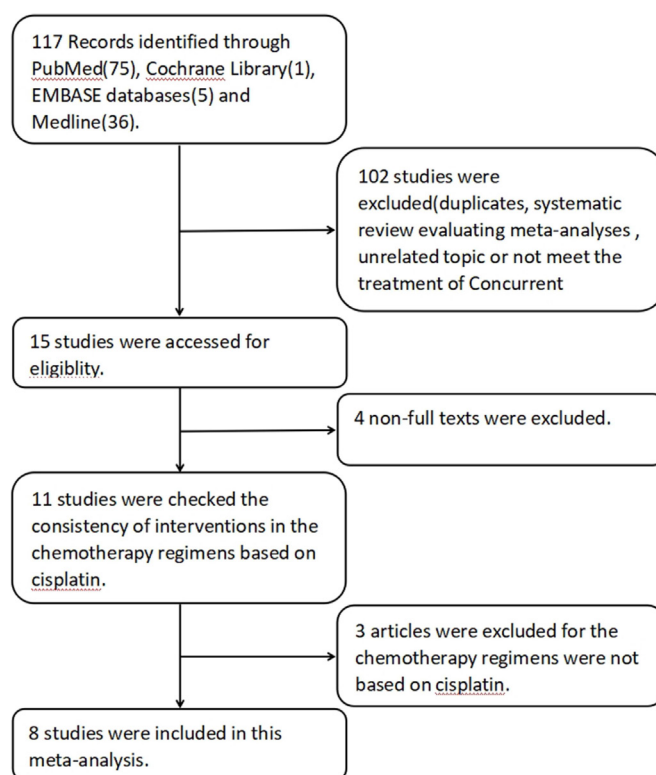 117 Records identified through
PubMed(75), Cochrane Library(1),
EMBASE databases(5) and
Medline(36).
102 studies were
excluded(duplicates, systematic
review evaluating meta-analyses ,
unrelated topic or not meet the
treatment of Concurrent
15 studies were accessed for
eligiblity.
4 non-full texts were excluded.
11 studies were checked the
consistency of interventions in the
chemotherapy regimens based on
cisplatin.
3 articles were excluded for the
chemotherapy regimens were not
based on cisplatin.
8 studies were included in this
meta-analysis.